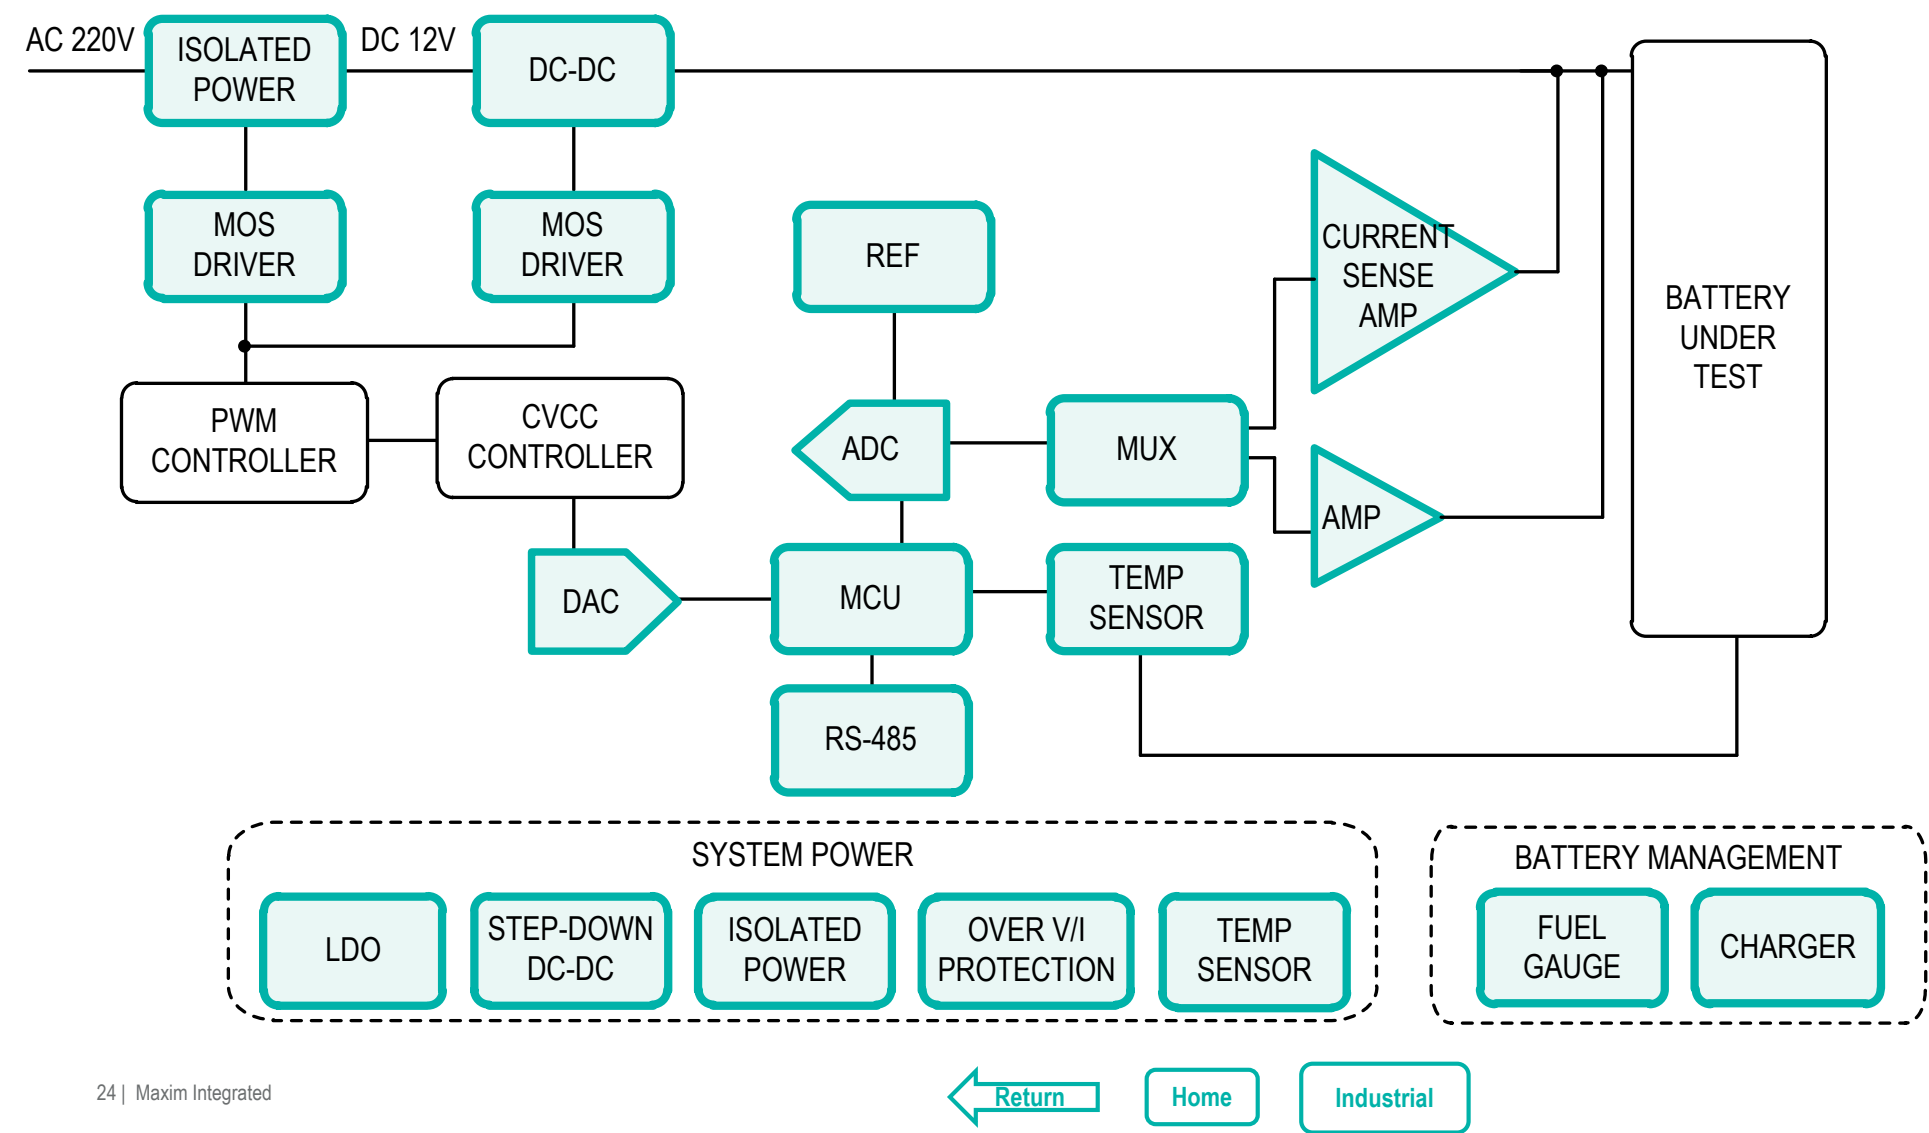 AC 220V
ISOLATED
POWER
DC 12V
DC-DC
MOS
DRIVER
MOS
DRIVER
REF
CURRENT
SENSE
AMP
BATTERY
UNDER
TEST
PWM
CONTROLLER
CVCC
CONTROLLER
ADC
MUX
AMP
DAC
MCU
TEMP
SENSOR
RS-485
SYSTEM POWER
LDO
STEP-DOWN
DC-DC
ISOLATED
POWER
OVER V/I
PROTECTION
TEMP
SENSOR
BATTERY MANAGEMENT
FUEL
GAUGE
CHARGER
24 | Maxim Integrated
Return
Home
Industrial